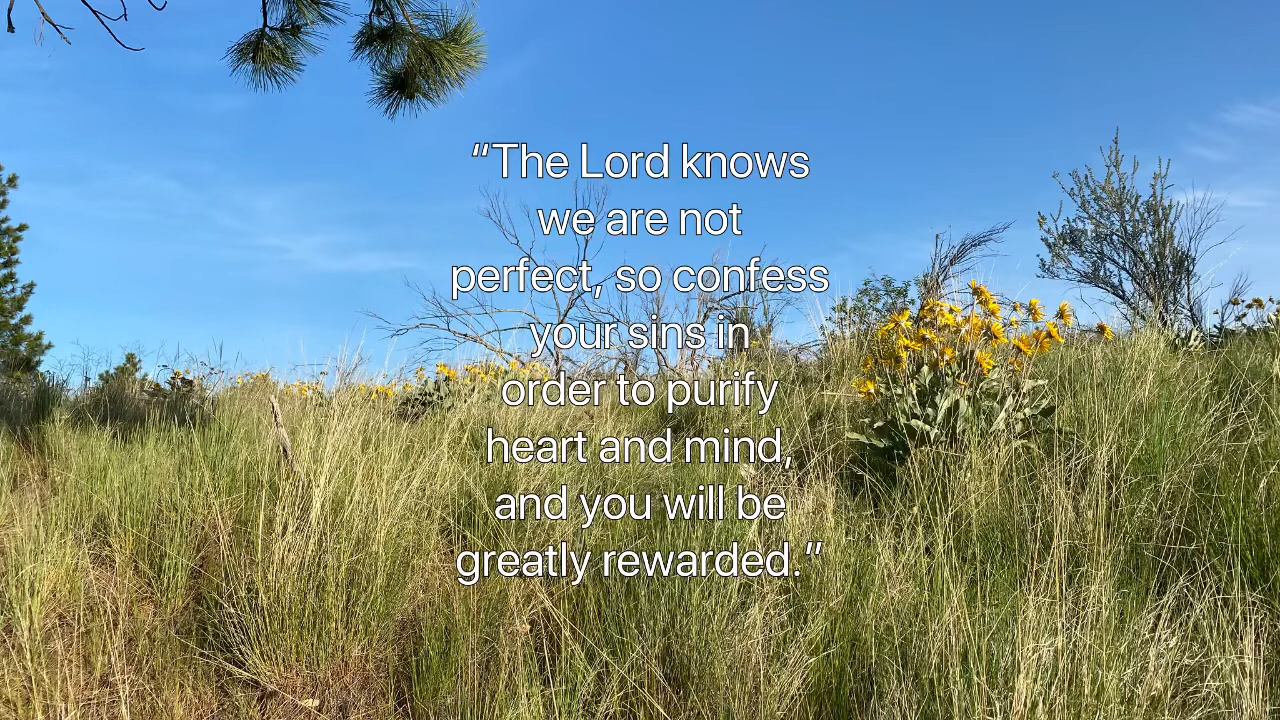 “The Lord knows
we are not
perfect, so confess
your sins in
order to purify
heart and mind,
and you will be
greatly rewarded.”